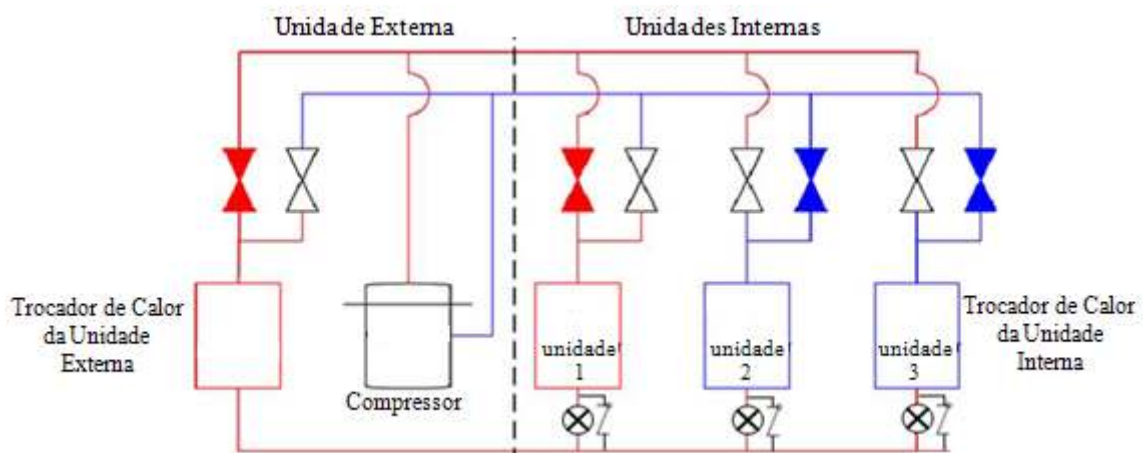 Unidade Externa
Unidades Internas
Trocador de Calor
da Unidade
Externa
Compressor
unidade
1
unidade
2
unidade
3
Trocador de Calor
da Unidade
Interna